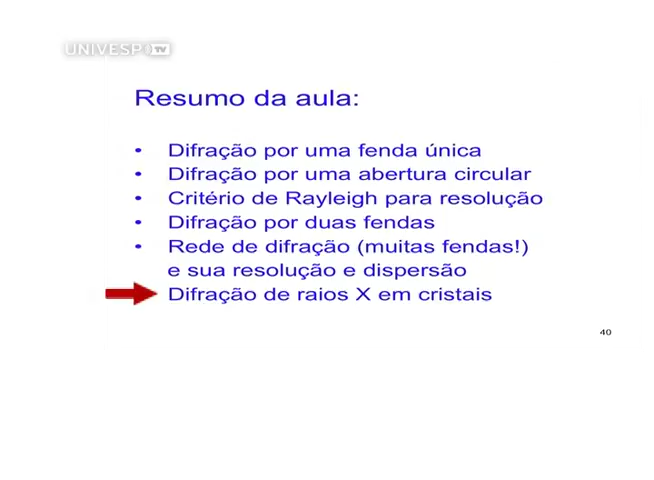 UNIVESP TV
Resumo da aula:
• Difração por uma fenda única
• Difração por uma abertura circular
• Critério de Rayleigh para resolução
• Difração por duas fendas
• Rede de difração (muitas fendas!)
e sua resolução e dispersão
Difração de raios X em cristais
40